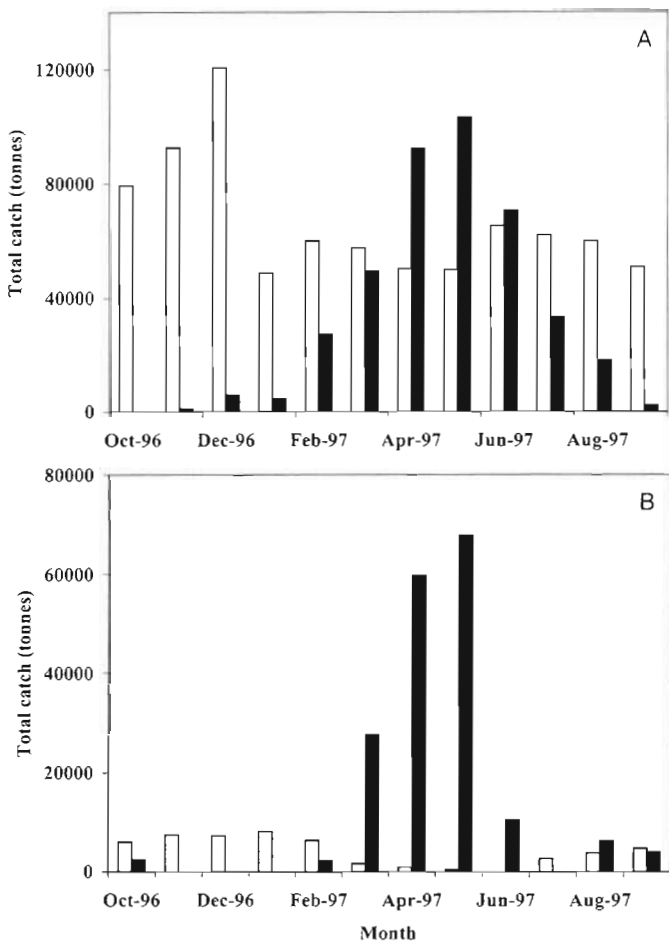 A
Total catch (tonnes)
120000
80000
40000
0
Oct-96 Dec-96 Feb-97 Apr-97 Jun-97 Aug-97
B
Total catch (tonnes)
80000
60000
40000
20000
0
Oct-96 Dec-96 Feb-97 Apr-97 Jun-97 Aug-97
Month